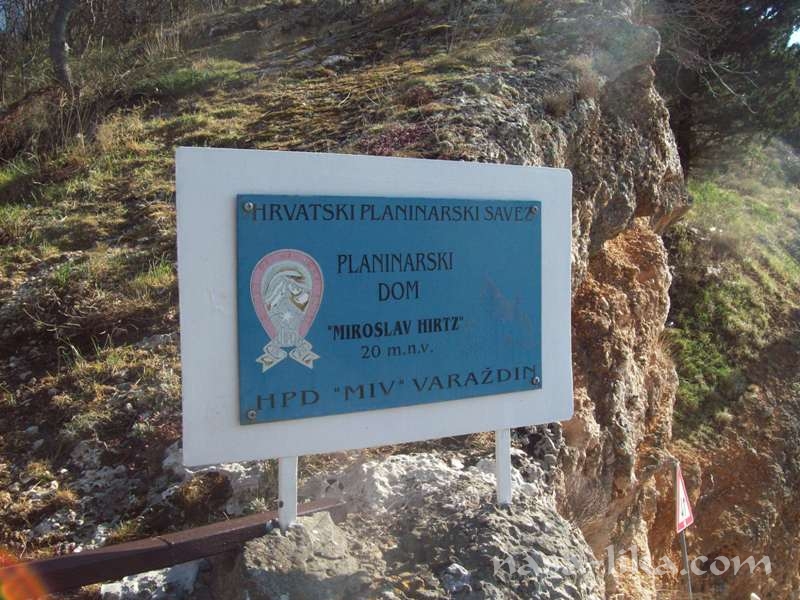 HRVATSKI PLANINARSKI SAVEZ
PLANINARSKI
DOM
"MIROSLAV HIRTZ"
20 m.n.v.
HPD "MIV" VARAŽDIN